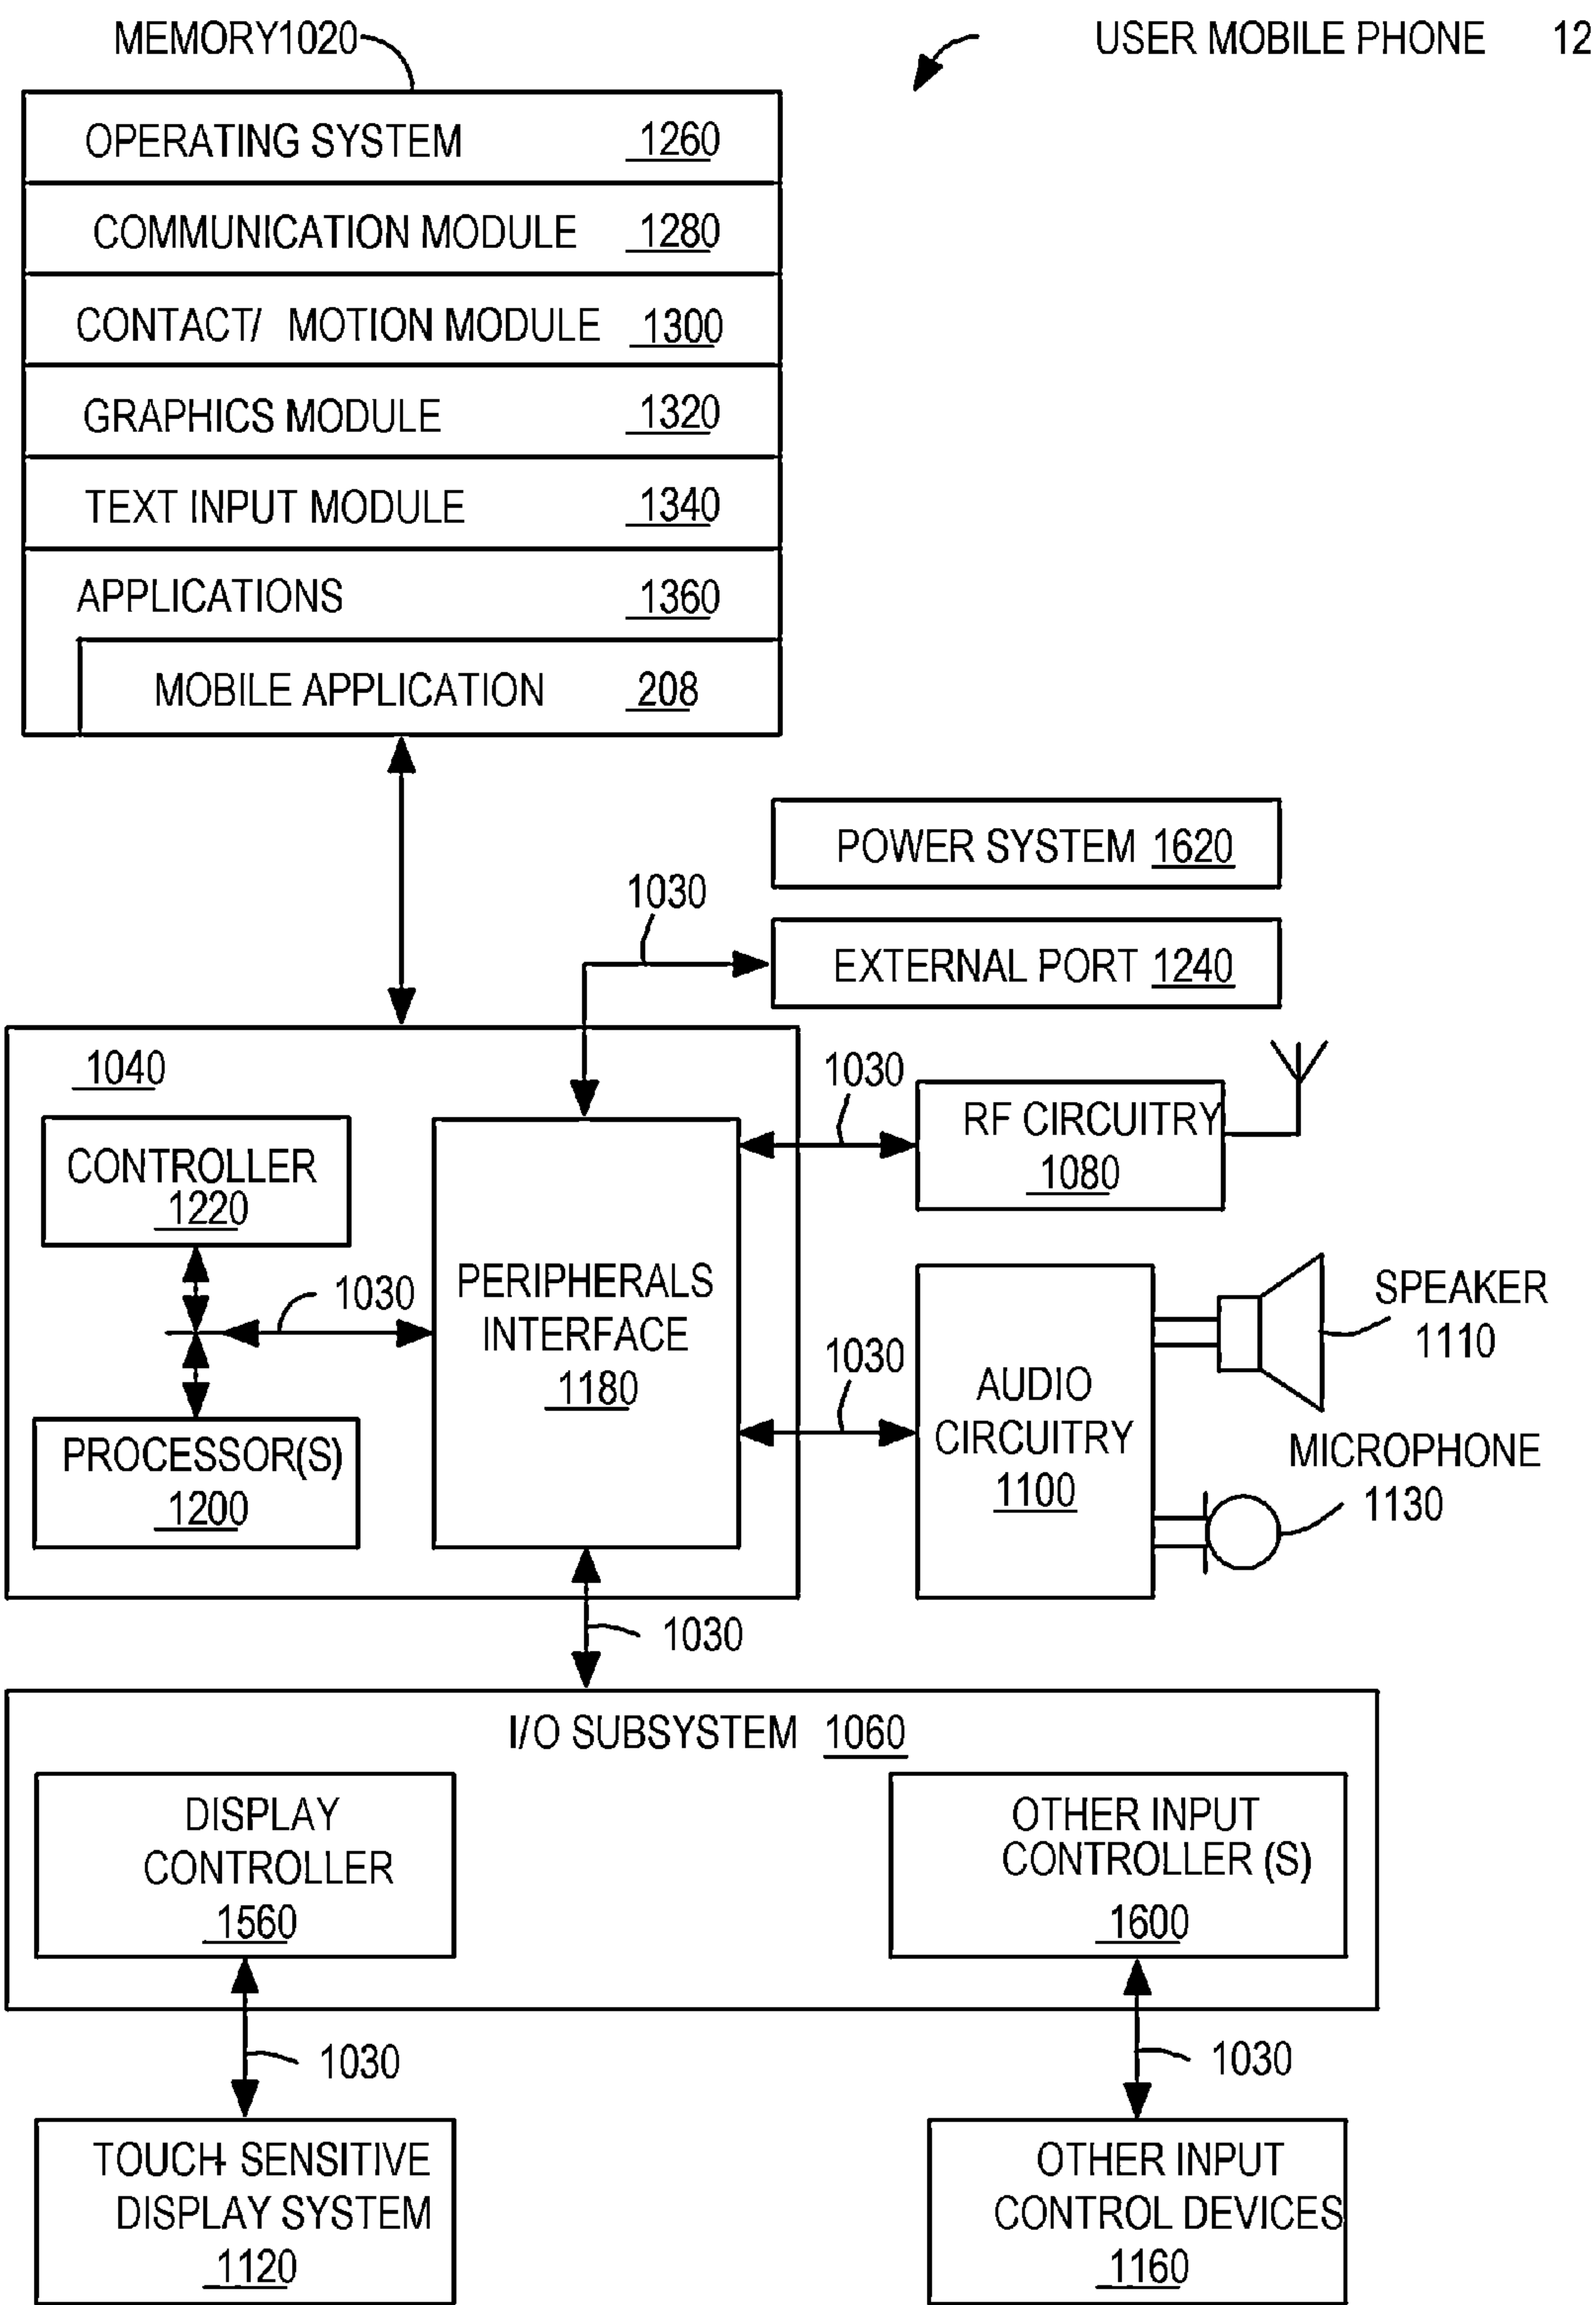 MEMORY1020
USER MOBILE PHONE 12
OPERATING SYSTEM 1260
COMMUNICATION MODULE 1280
CONTACT/ MOTION MODULE 1300
GRAPHICS MODULE 1320
TEXT INPUT MODULE 1340
APPLICATIONS 1360
MOBILE APPLICATION 208
POWER SYSTEM 1620
1030
EXTERNAL PORT 1240
1040
CONTROLLER
1220
1030
PROCESSOR(S)
1200
PERIPHERALS
INTERFACE
1180
1030
RF CIRCUITRY
1080
1030
AUDIO
CIRCUITRY
1100
SPEAKER
1110
MICROPHONE
1130
1030
I/O SUBSYSTEM 1060
DISPLAY
CONTROLLER
1560
OTHER INPUT
CONTROLLER (S)
1600
1030
1030
TOUCH-SENSITIVE
DISPLAY SYSTEM
1120
OTHER INPUT
CONTROL DEVICES
1160